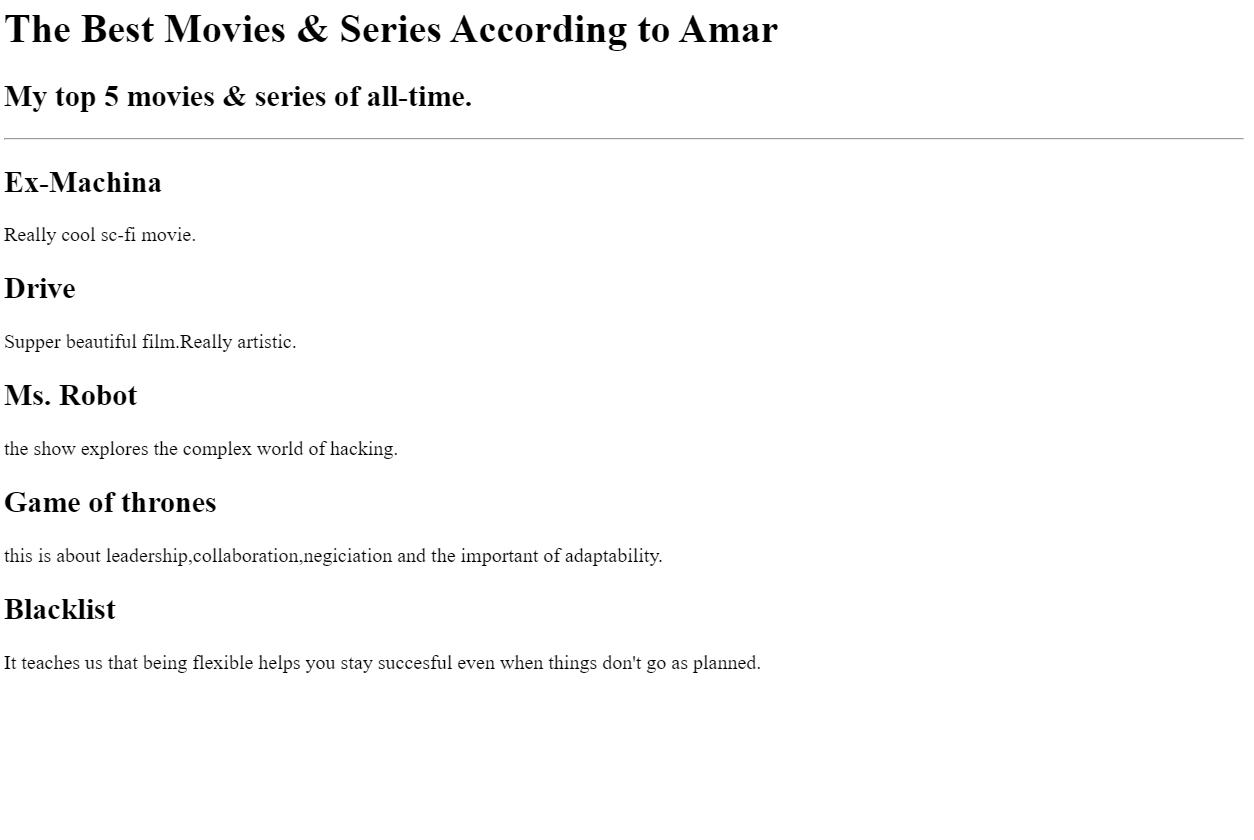 The Best Movies & Series According to Amar
My top 5 movies & series of all-time.
Ex-Machina
Really cool sc-fi movie.
Drive
Supper beautiful film.Really artistic.
Ms. Robot
the show explores the complex world of hacking.
Game of thrones
this is about leadership,collaboration,negiciation and the important of adaptability.
Blacklist
It teaches us that being flexible helps you stay succesful even when things don't go as planned.